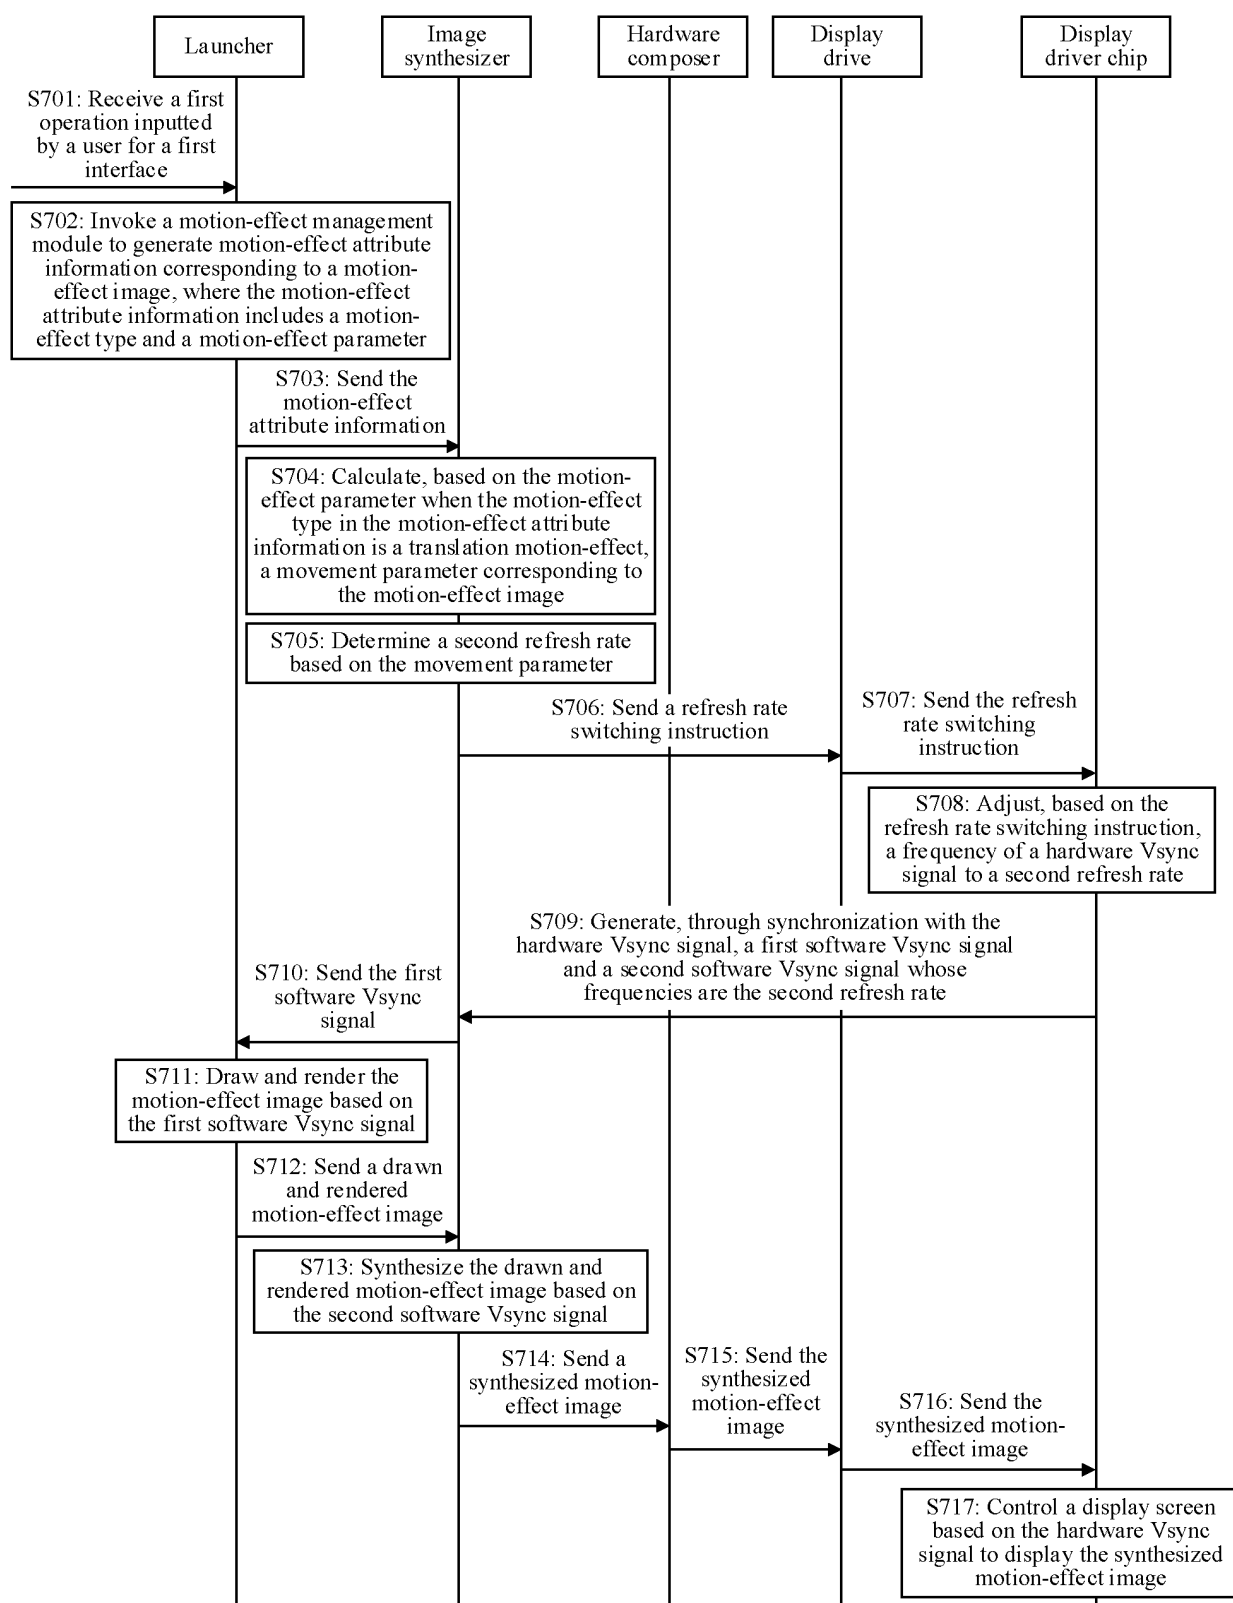 Launcher
Image
synthesizer
Hardware
composer
Display
drive
Display
driver chip
S701: Receive a first
operation inputted
by a user for a first
interface
S702: Invoke a motion-effect management
module to generate motion-effect attribute
information corresponding to a motion-
effect image, where the motion-effect
attribute information includes a motion-
effect type and a motion-effect parameter
S703: Send the
motion-effect
attribute information
S704: Calculate, based on the motion-
effect parameter when the motion-effect
type in the motion-effect attribute
information is a translation motion-effect,
a movement parameter corresponding to
the motion-effect image
S705: Determine a second refresh rate
based on the movement parameter
S706: Send a refresh rate
switching instruction
S707: Send the refresh
rate switching
instruction
S708: Adjust, based on the
refresh rate switching instruction,
a frequency of a hardware Vsync
signal to a second refresh rate
S709: Generate, through synchronization with the
hardware Vsync signal, a first software Vsync signal
and a second software Vsync signal whose
frequencies are the second refresh rate
S710: Send the first
software Vsync
signal
S711: Draw and render the
motion-effect image based on
the first software Vsync signal
S712: Send a drawn
and rendered
motion-effect image
S713: Synthesize the drawn and
rendered motion-effect image based on
the second software Vsync signal
S714: Send a
synthesized motion-
effect image
S715: Send the
synthesized
motion-effect
image
S716: Send the
synthesized motion-
effect image
S717: Control a display screen
based on the hardware Vsync
signal to display the synthesized
motion-effect image